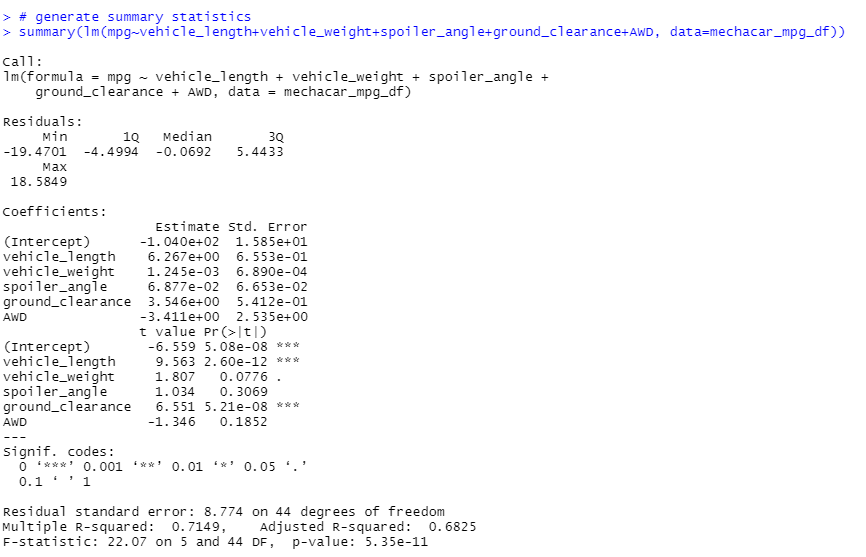 > # generate summary statistics
> summary(lm(mpg~vehicle_length+vehicle_weight+spoiler_angle+ground_clearance+AWD, data=mechacar_mpg_df))

Call:
lm(formula = mpg ~ vehicle_length + vehicle_weight + spoiler_angle +
    ground_clearance + AWD, data = mechacar_mpg_df)

Residuals:
     Min       1Q   Median       3Q
-19.4701  -4.4994  -0.0692   5.4433
     Max
 18.5849

Coefficients:
                   Estimate Std. Error
(Intercept)      -1.040e+02  1.585e+01
vehicle_length    6.267e+00  6.553e-01
vehicle_weight    1.245e-03  6.890e-04
spoiler_angle     6.877e-02  6.653e-02
ground_clearance  3.546e+00  5.412e-01
AWD              -3.411e+00  2.535e+00
                 t value Pr(>|t|)
(Intercept)       -6.559 5.08e-08 ***
vehicle_length     9.563 2.60e-12 ***
vehicle_weight     1.807   0.0776 .
spoiler_angle      1.034   0.3069
ground_clearance   6.551 5.21e-08 ***
AWD               -1.346   0.1852
---
Signif. codes:
  0 ‘***’ 0.001 ‘**’ 0.01 ‘*’ 0.05 ‘.’
  0.1 ‘ ’ 1

Residual standard error: 8.774 on 44 degrees of freedom
Multiple R-squared:  0.7149,    Adjusted R-squared:  0.6825
F-statistic: 22.07 on 5 and 44 DF,  p-value: 5.35e-11